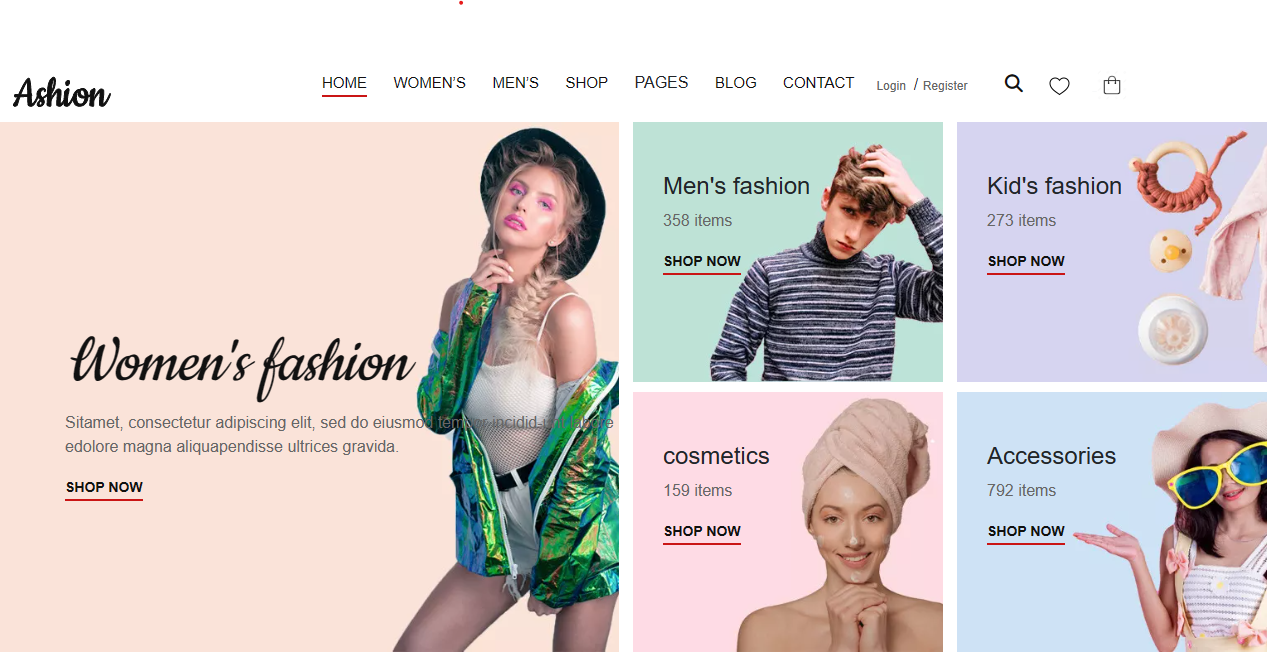 Ashion
HOME WOMEN'S MEN'S SHOP PAGES BLOG CONTACT Login / Register
Women's fashion
Sitamet, consectetur adipiscing elit, sed do eiusmod tempor incidid-unt labore
edolore magna aliquapendisse ultrices gravida.
SHOP NOW
Men's fashion
358 items
SHOP NOW
Kid's fashion
273 items
SHOP NOW
cosmetics
159 items
SHOP NOW
Accessories
792 items
SHOP NOW